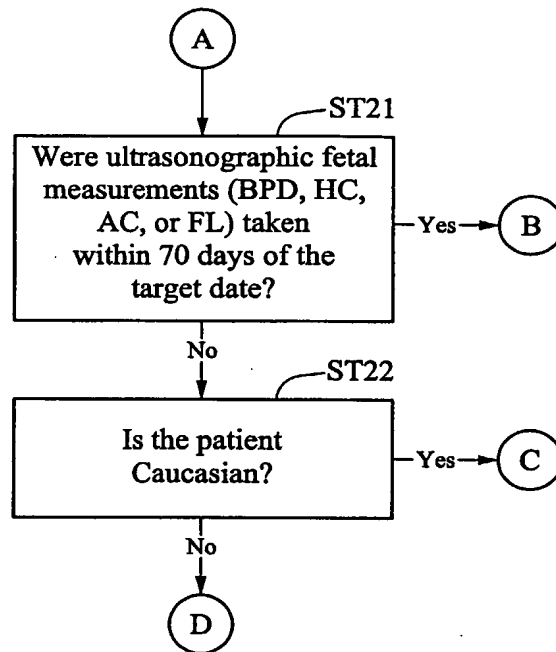 A
ST21
Were ultrasonographic fetal
measurements (BPD, HC,
AC, or FL) taken
within 70 days of the
target date?
Yes
B
No
ST22
Is the patient
Caucasian?
Yes
C
No
D